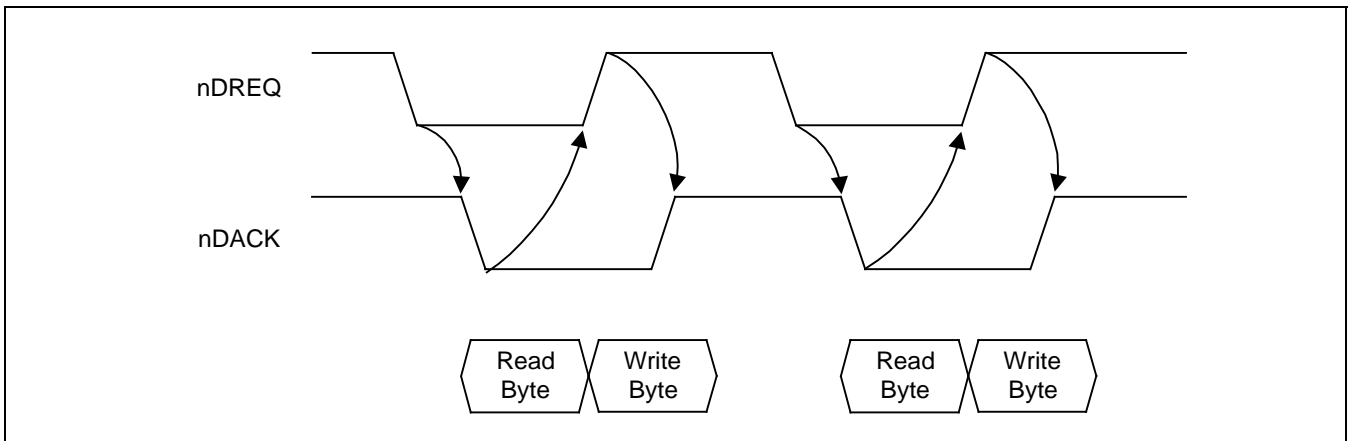 nDREQ
nDACK
Read
Byte
Write
Byte
Read
Byte
Write
Byte